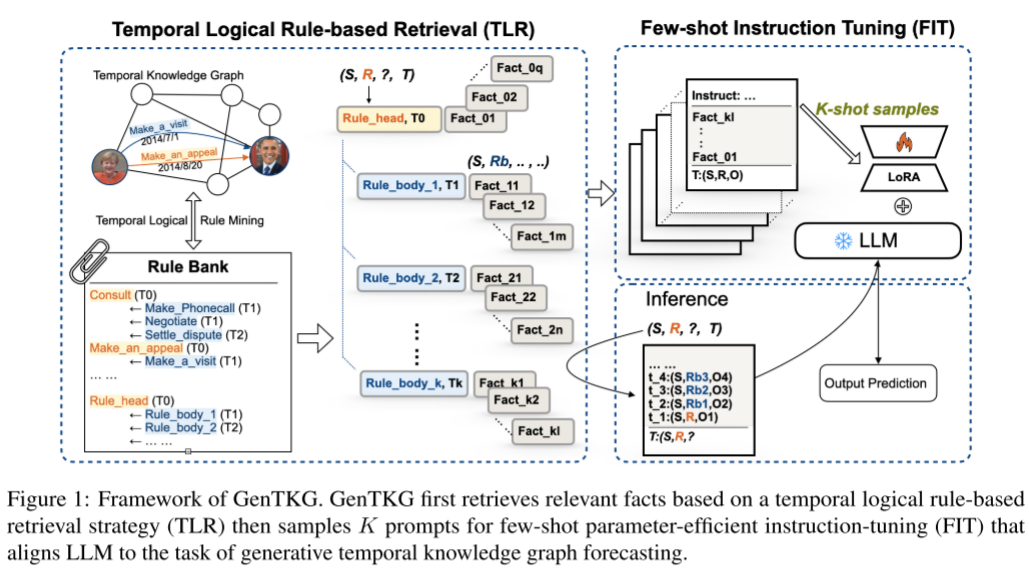 Temporal Logical Rule-based Retrieval (TLR)
Temporal Knowledge Graph
Make_a_visit
2014/7/1
Make_an_appeal
2014/8/20
Temporal Logical Rule Mining
Rule Bank
Consult (T0)
← Make_Phonecall (T1)
← Negotiate (T1)
← Settle_dispute (T2)
Make_an_appeal (T0)
← Make_a_visit (T1)
... ...
Rule_head (T0)
← Rule_body_1 (T1)
← Rule_body_2 (T2)
← ... ...
(S, R, ?, T)
Rule_head, T0
Fact_01
Fact_02
Fact_0q
(S, Rb, .. , ..)
Rule_body_1, T1
Fact_11
Fact_12
Fact_1m
Rule_body_2, T2
Fact_21
Fact_22
Fact_2n
Rule_body_k, Tk
Fact_k1
Fact_k2
Fact_kl
Few-shot Instruction Tuning (FIT)
Instruct: ...
Fact_kl
Fact_01
T:(S,R,O)
K-shot samples
LoRA
LLM
Inference
(S, R, ?, T)
... ...
t_4:(S,Rb3,O4)
t_3:(S,Rb2,O3)
t_2:(S,Rb1,O2)
t_1:(S,R,O1)
T:(S,R,?
Output Prediction
Figure 1: Framework of GenTKG. GenTKG first retrieves relevant facts based on a temporal logical rule-based
retrieval strategy (TLR) then samples K prompts for few-shot parameter-efficient instruction-tuning (FIT) that
aligns LLM to the task of generative temporal knowledge graph forecasting.